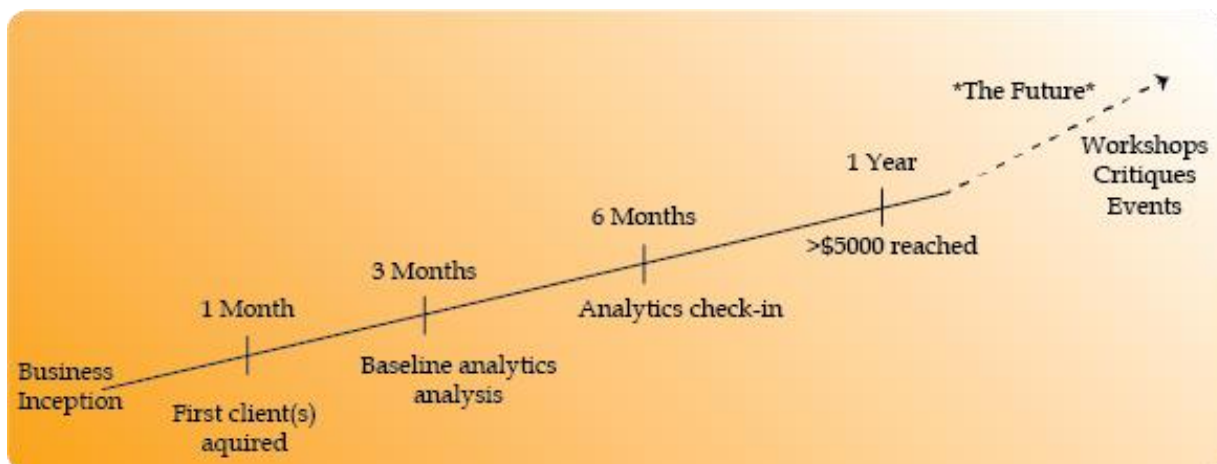 Business
Inception
1 Month
First client(s)
aquired
3 Months
Baseline analytics
analysis
6 Months
Analytics check-in
1 Year
>$5000 reached
*The Future*
Workshops
Critiques
Events